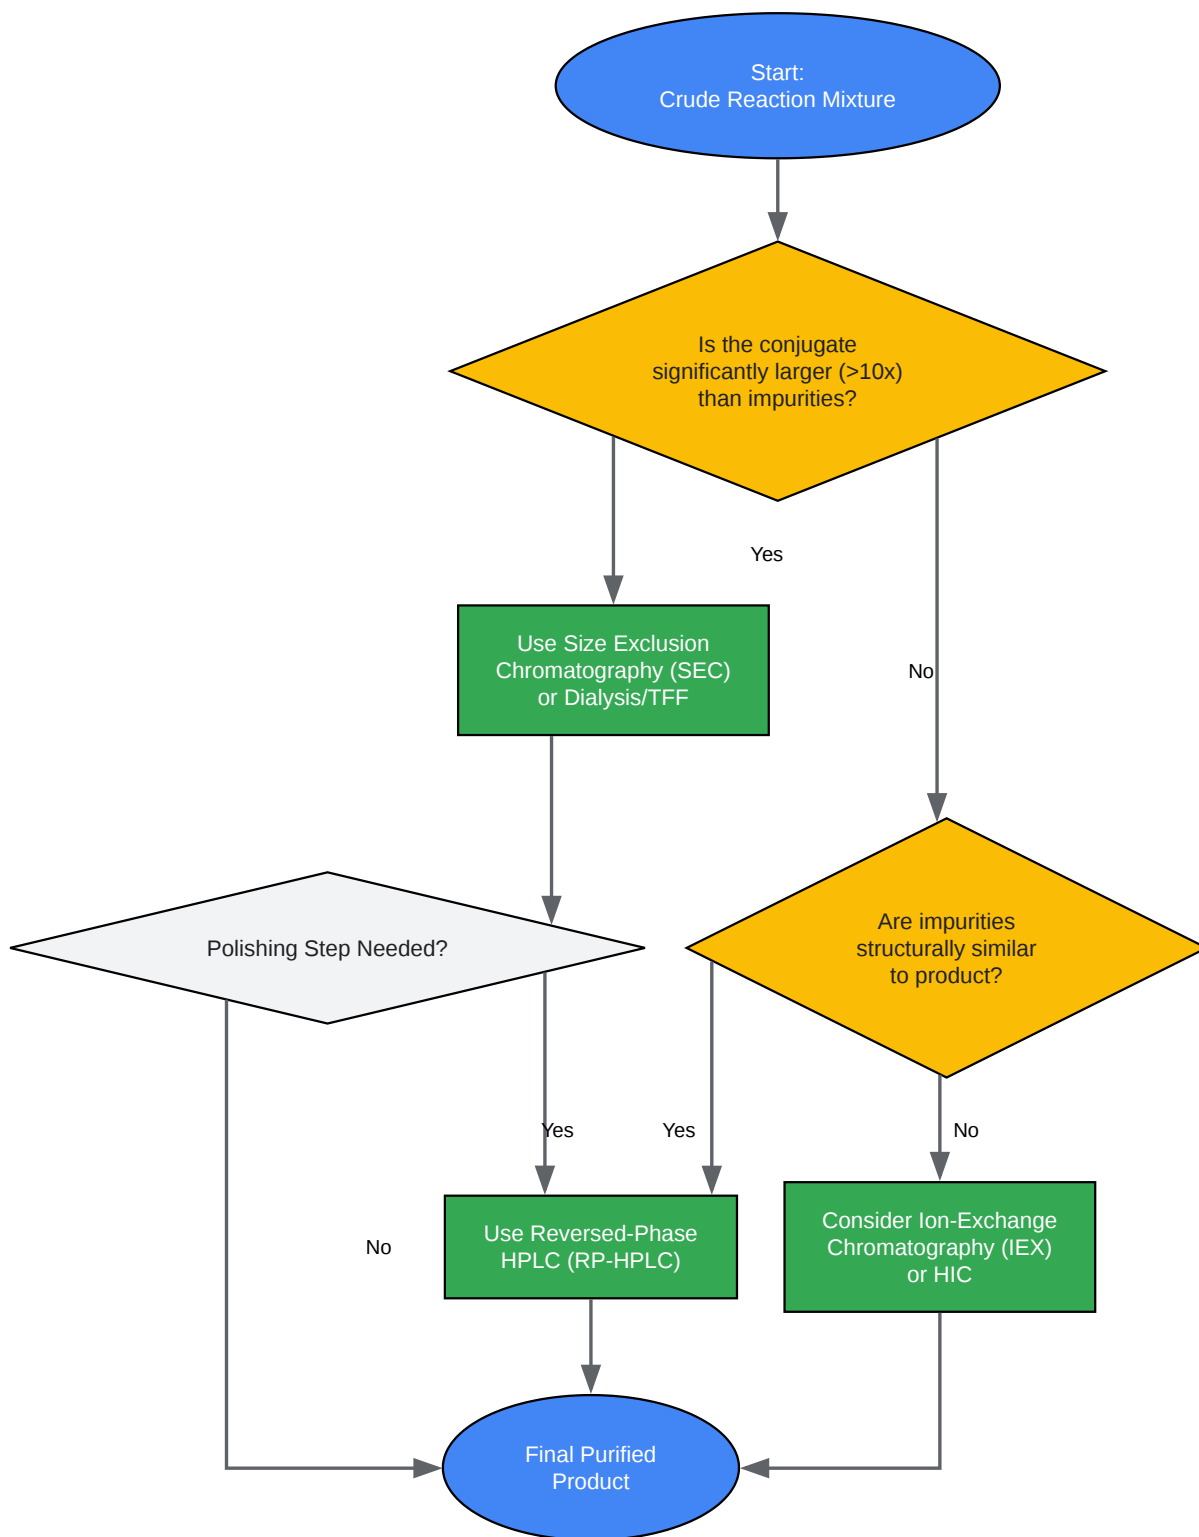 Start:
Crude Reaction Mixture
Is the conjugate
significantly larger (>10x)
than impurities?
Yes
Use Size Exclusion
Chromatography (SEC)
or Dialysis/TFF
No
Polishing Step Needed?
Are impurities
structurally similar
to product?
Yes
Yes
No
Use Reversed-Phase
HPLC (RP-HPLC)
Consider Ion-Exchange
Chromatography (IEX)
or HIC
No
Final Purified
Product